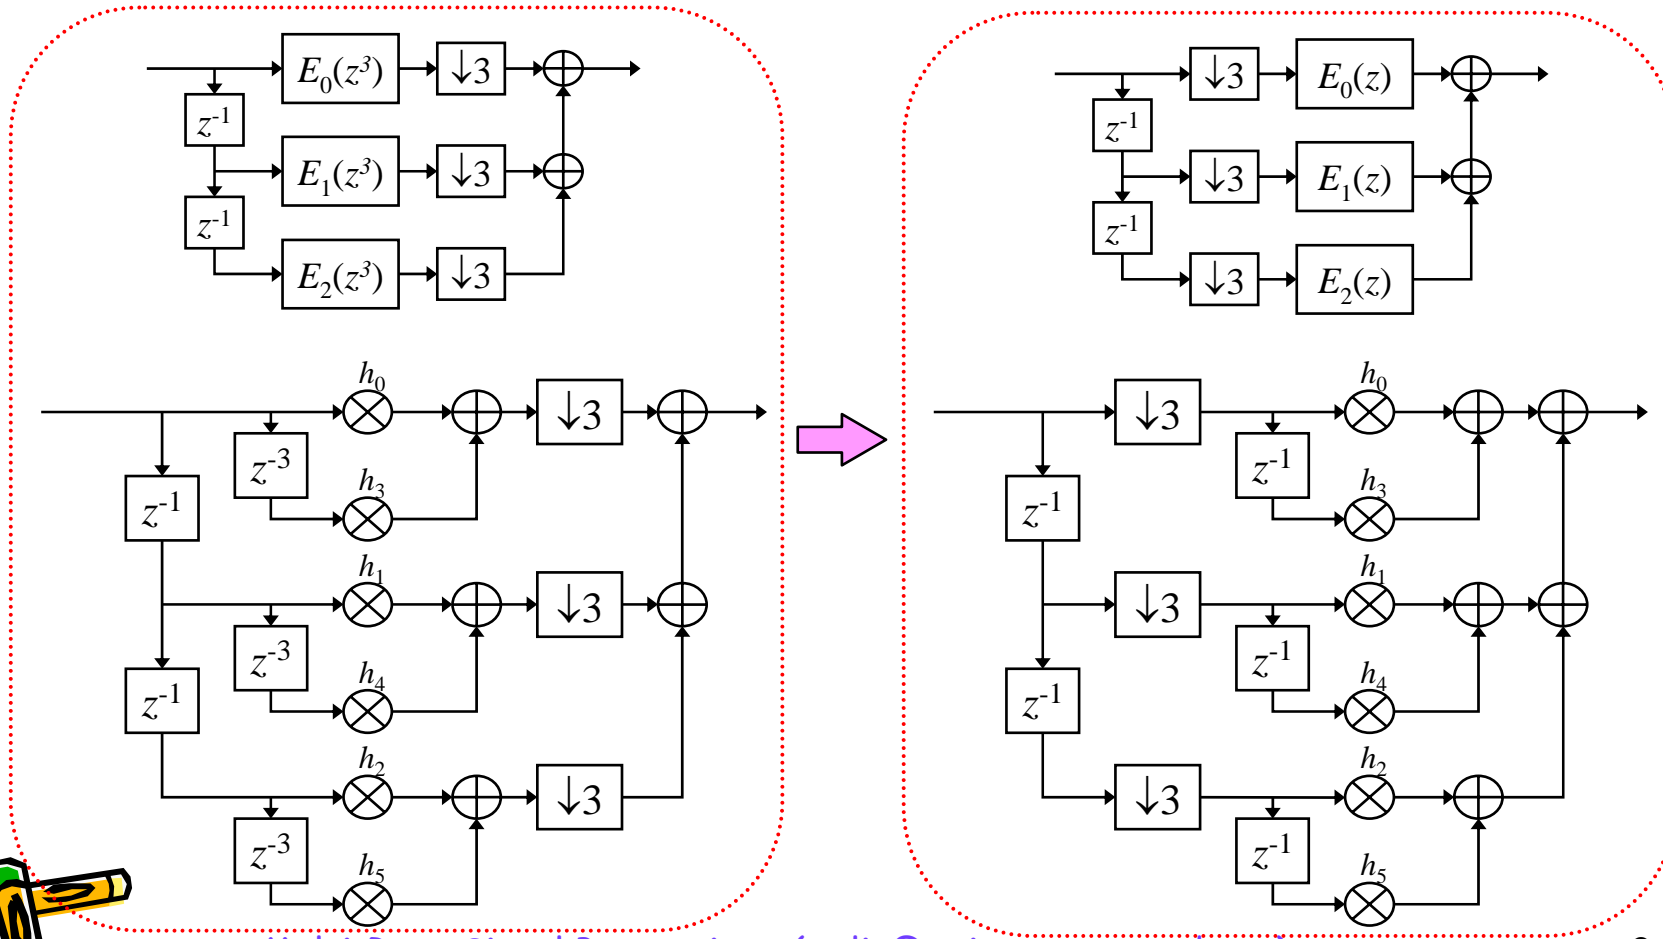 E₀(z³) ↓3
z⁻¹
E₁(z³) ↓3
z⁻¹
E₂(z³) ↓3
h₀
↓3
z⁻³
h₃
z⁻¹
h₁
↓3
z⁻³
h₄
z⁻¹
h₂
↓3
z⁻³
h₅
↓3 E₀(z)
z⁻¹
↓3 E₁(z)
z⁻¹
↓3 E₂(z)
h₀
↓3
z⁻¹
h₃
z⁻¹
h₁
↓3
z⁻¹
h₄
z⁻¹
h₂
↓3
z⁻¹
h₅